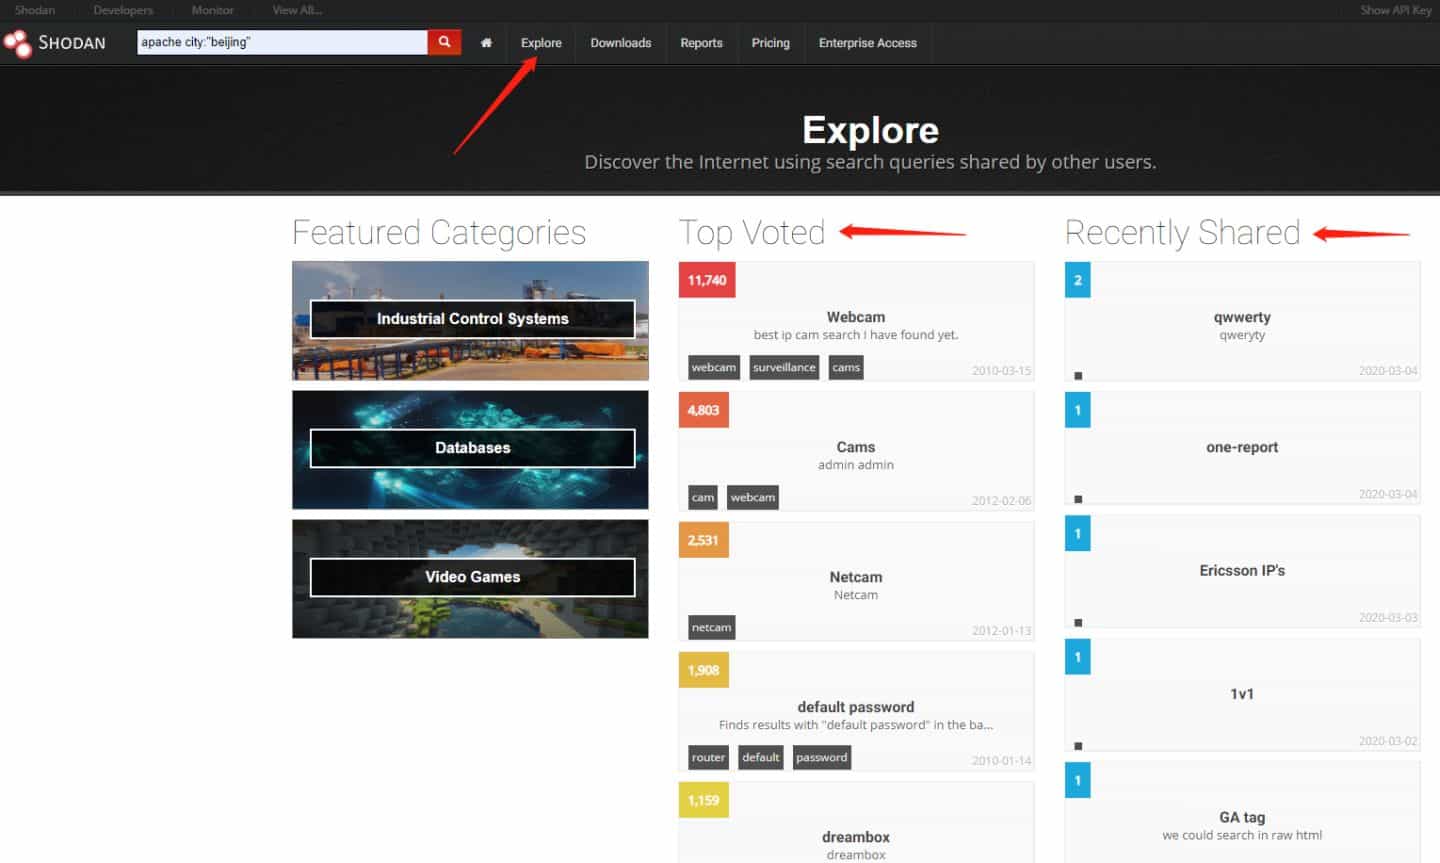 Shodan
Developers
Monitor
View All...
Show API Key
SHODAN
apache city:"beijing"
Explore
Downloads
Reports
Pricing
Enterprise Access
Explore
Discover the Internet using search queries shared by other users.
Featured Categories
Industrial Control Systems
Databases
Video Games
Top Voted
11,740
Webcam
best ip cam search I have found yet.
webcam
surveillance
cams
2010-03-15
4,803
Cams
admin admin
cam
webcam
2012-02-06
2,531
Netcam
Netcam
netcam
2012-01-13
1,908
default password
Finds results with "default password" in the ba...
router
default
password
2010-01-14
1,159
dreambox
dreambox
Recently Shared
2
qwwerty
qweryty
2020-03-04
1
one-report
2020-03-04
1
Ericsson IP's
2020-03-03
1
1v1
2020-03-02
1
GA tag
we could search in raw html